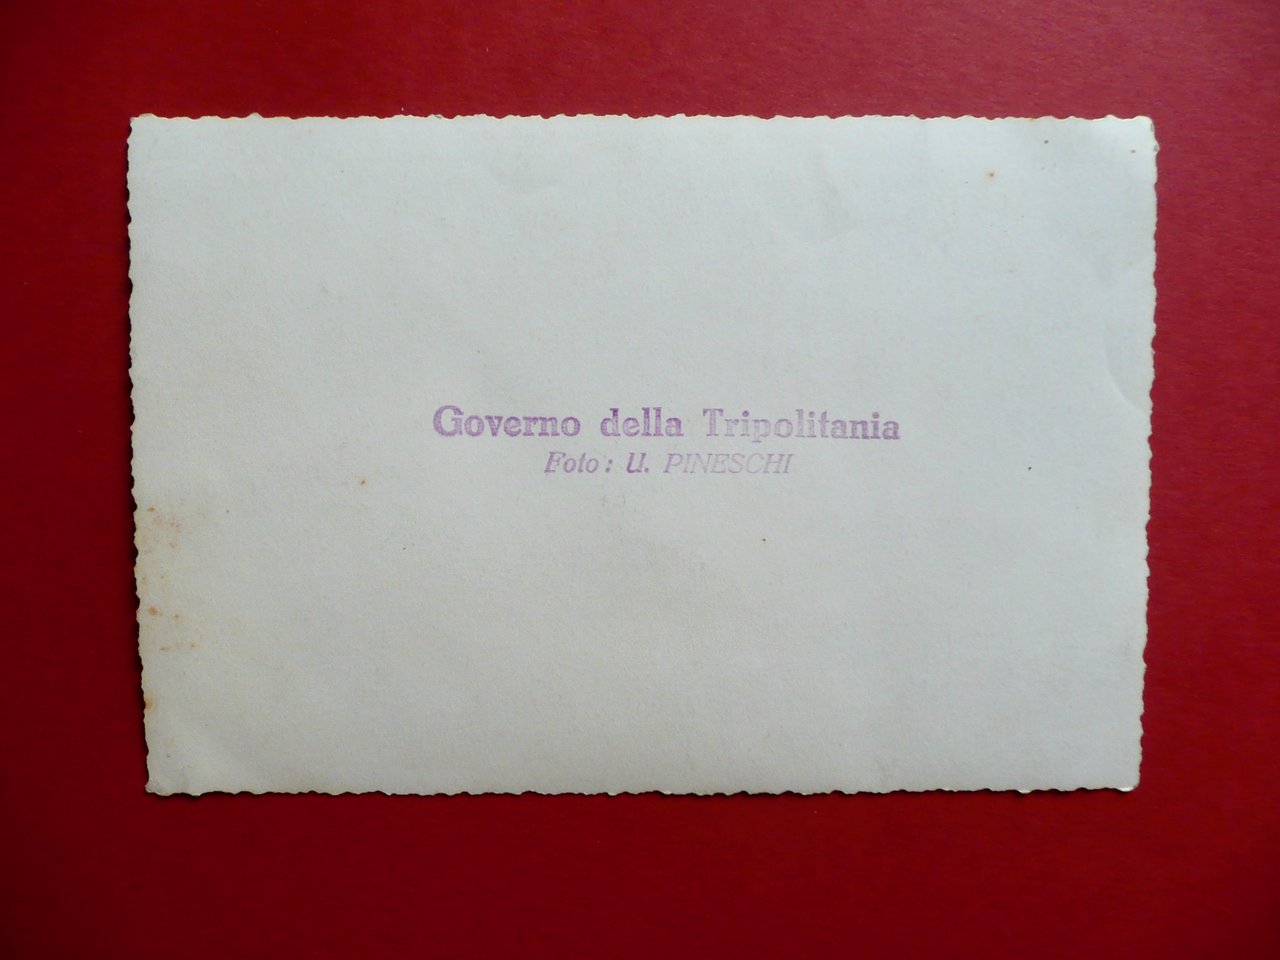 Governo della Tripolitania
Foto: U. PINESCHI